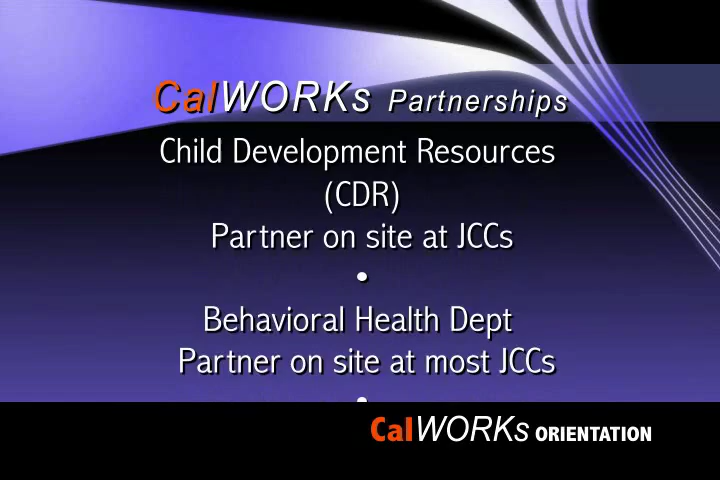 CalWORKs Partnerships
Child Development Resources
(CDR)
Partner on site at JCCs
•
Behavioral Health Dept
Partner on site at most JCCs
•
CalWORKs ORIENTATION